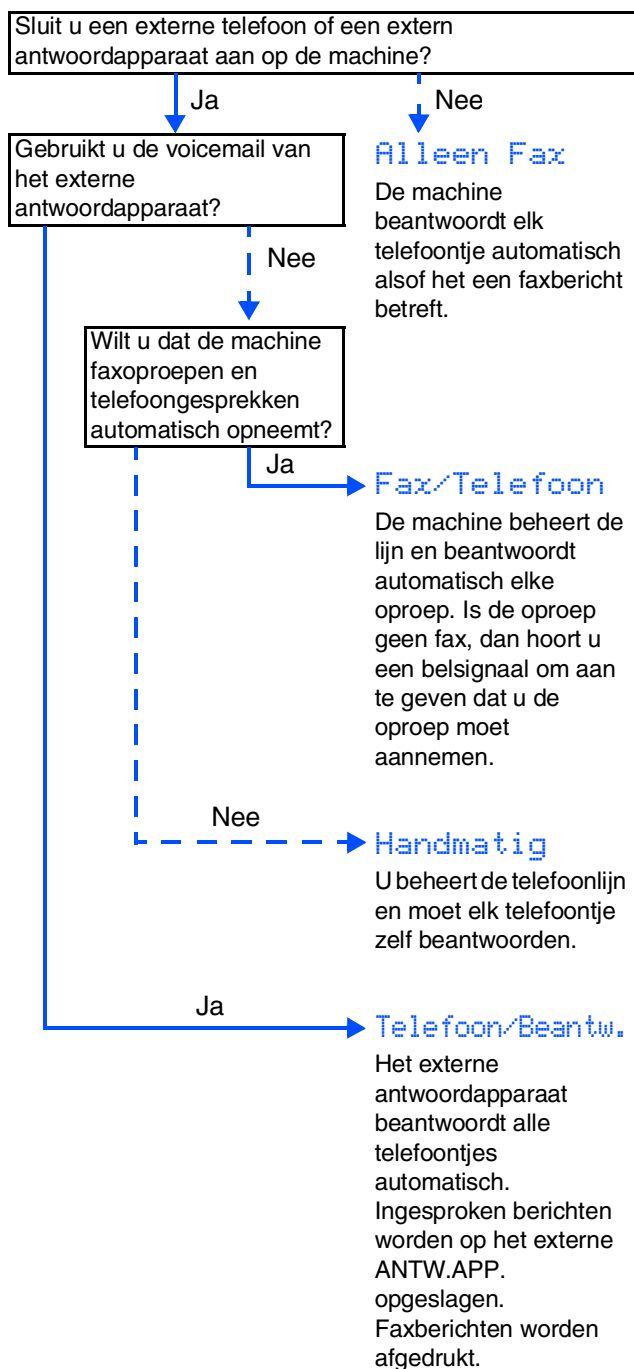 Sluit u een externe telefoon of een extern
antwoordapparaat aan op de machine?
Ja
Nee
Gebruikt u de voicemail van
het externe
antwoordapparaat?
Alleen Fax
De machine
beantwoordt elk
telefoontje automatisch
alsof het een faxbericht
betreft.
Nee
Wilt u dat de machine
faxoproepen en
telefoongesprekken
automatisch opneemt?
Ja
Fax/Telefoon
De machine beheert de
lijn en beantwoordt
automatisch elke
oproep. Is de oproep
geen fax, dan hoort u
een belsignaal om aan
te geven dat u de
oproep moet
aannemen.
Nee
Handmatig
U beheert de telefoonlijn
en moet elk telefoontje
zelf beantwoorden.
Ja
Telefoon/Beantw.
Het externe
antwoordapparaat
beantwoordt alle
telefoontjes
automatisch.
Ingesproken berichten
worden op het externe
ANTW.APP.
opgeslagen.
Faxberichten worden
afgedrukt.